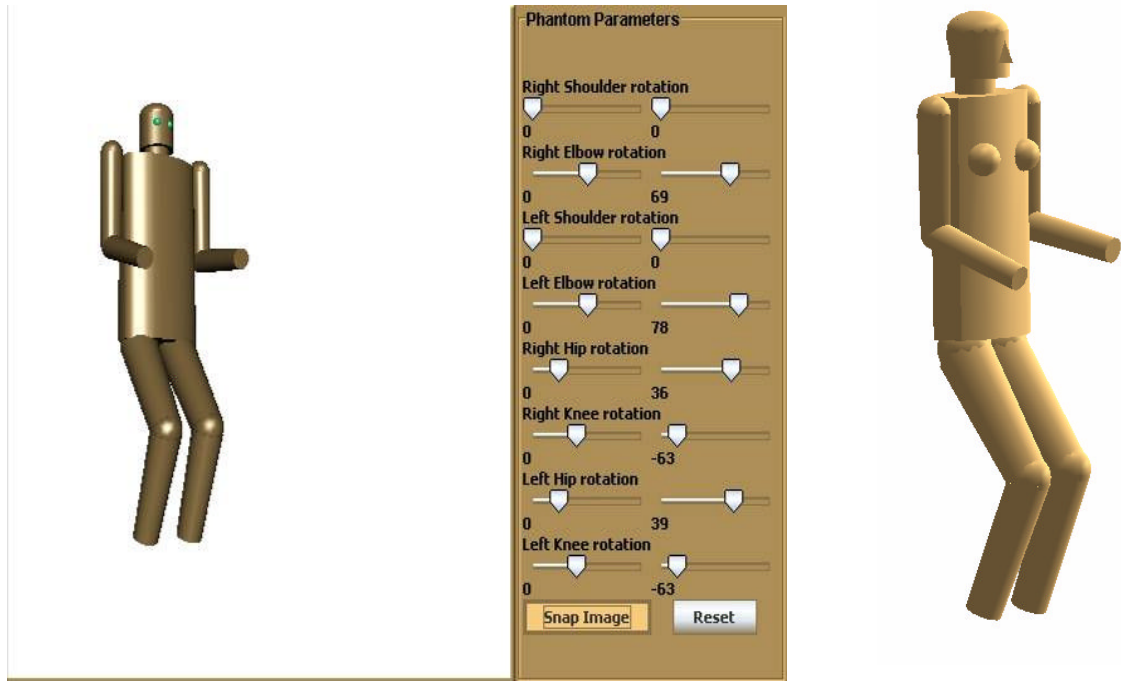 Phantom Parameters
Right Shoulder rotation
0 0
Right Elbow rotation
0 69
Left Shoulder rotation
0 0
Left Elbow rotation
0 78
Right Hip rotation
0 36
Right Knee rotation
0 -63
Left Hip rotation
0 39
Left Knee rotation
0 -63
Snap Image Reset